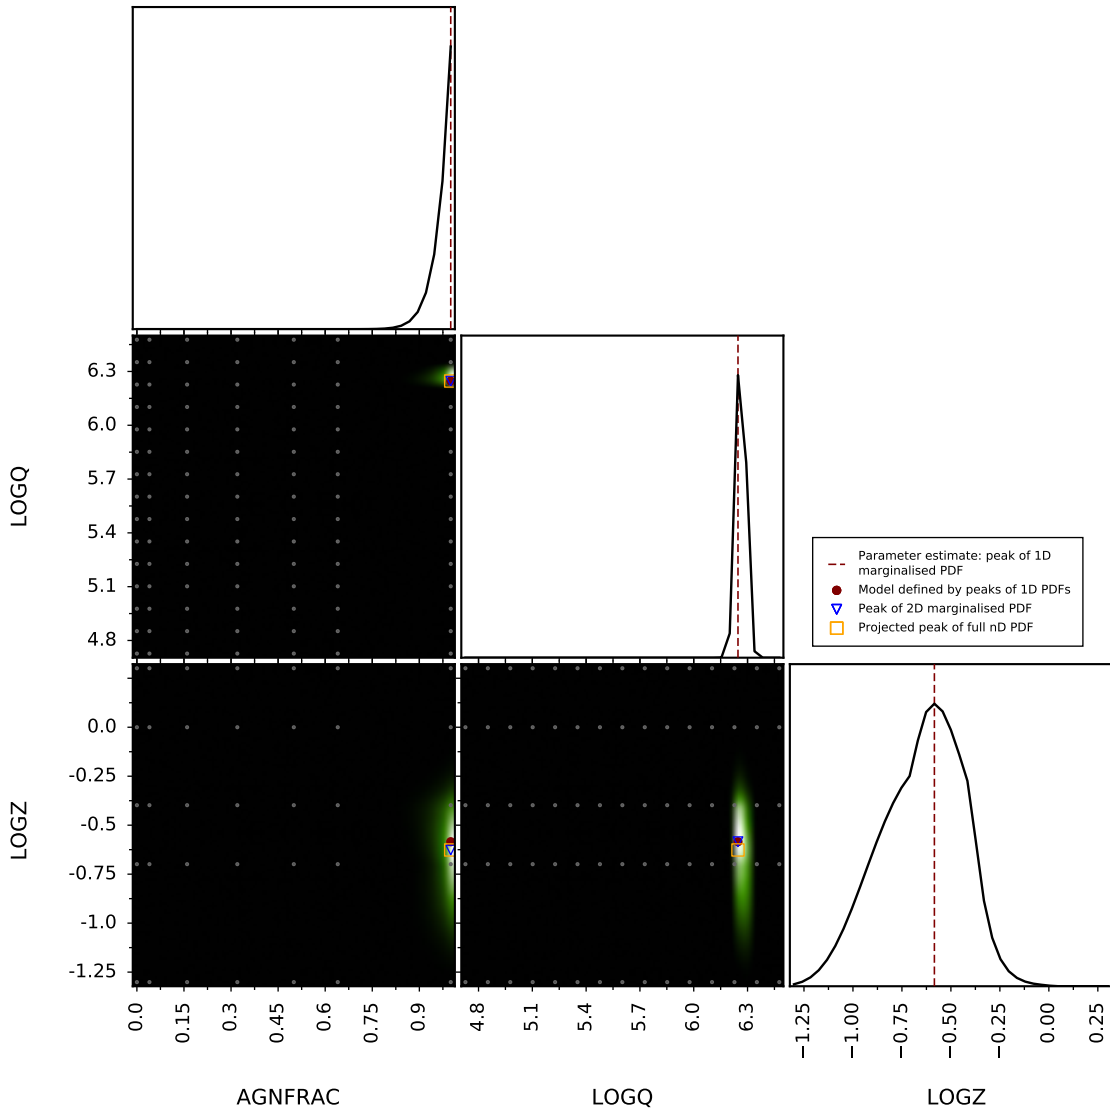 6.3
6.0
5.7
5.4
5.1
4.8
LOGQ
Parameter estimate: peak of 1D
marginalised PDF
Model defined by peaks of 1D PDFs
Peak of 2D marginalised PDF
Projected peak of full nD PDF
0.0
-0.25
-0.5
-0.75
-1.0
-1.25
LOGZ
0.0 0.15 0.3 0.45 0.6 0.75 0.9
4.8 5.1 5.4 5.7 6.0 6.3
−1.25 −1.00 −0.75 −0.50 −0.25 0.00 0.25
AGNFRAC LOGQ LOGZ